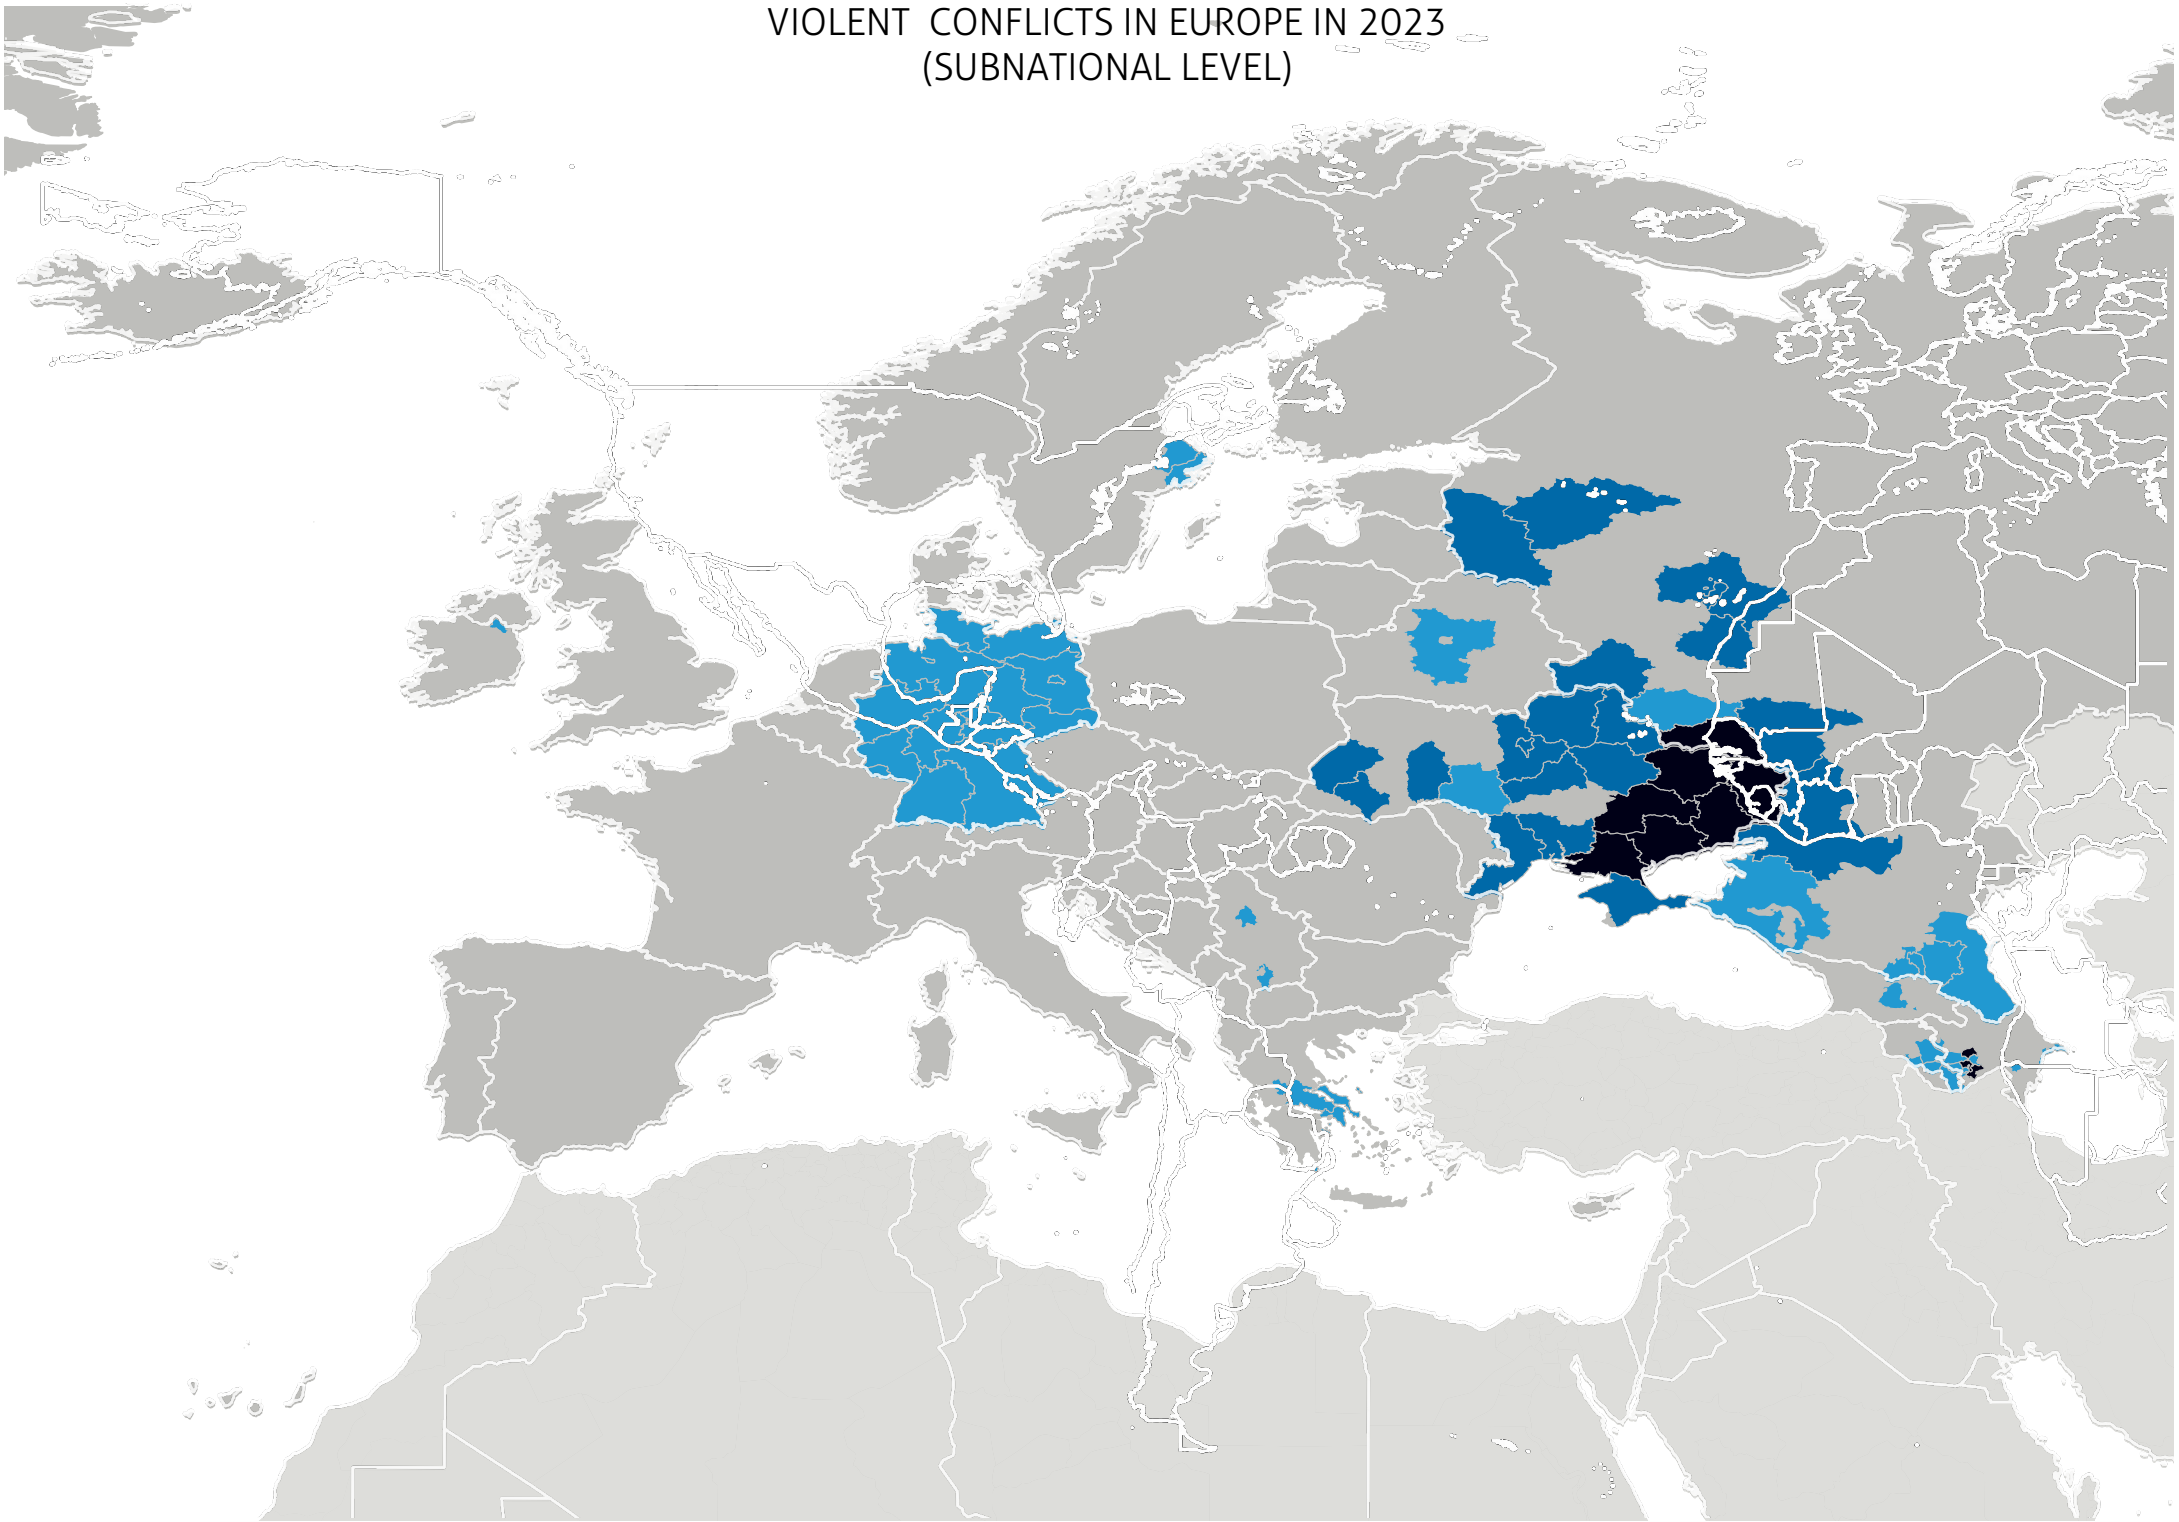 VIOLENT  CONFLICTS IN EUROPE IN 2023
(SUBNATIONAL LEVEL)